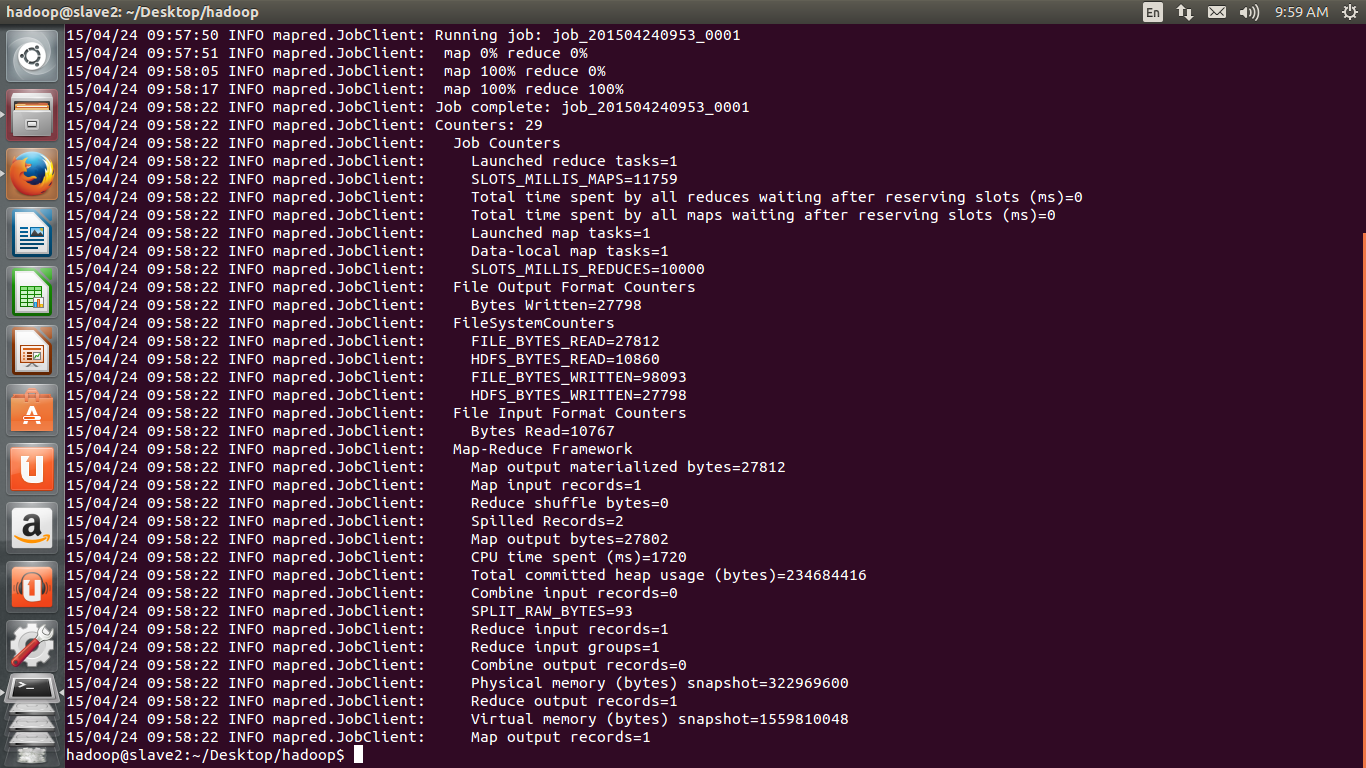 hadoop@slave2: ~/Desktop/hadoop
En
9:59 AM
15/04/24 09:57:50 INFO mapred.JobClient: Running job: job_201504240953_0001
15/04/24 09:57:51 INFO mapred.JobClient:  map 0% reduce 0%
15/04/24 09:58:05 INFO mapred.JobClient:  map 100% reduce 0%
15/04/24 09:58:17 INFO mapred.JobClient:  map 100% reduce 100%
15/04/24 09:58:22 INFO mapred.JobClient: Job complete: job_201504240953_0001
15/04/24 09:58:22 INFO mapred.JobClient: Counters: 29
15/04/24 09:58:22 INFO mapred.JobClient:   Job Counters
15/04/24 09:58:22 INFO mapred.JobClient:     Launched reduce tasks=1
15/04/24 09:58:22 INFO mapred.JobClient:     SLOTS_MILLIS_MAPS=11759
15/04/24 09:58:22 INFO mapred.JobClient:     Total time spent by all reduces waiting after reserving slots (ms)=0
15/04/24 09:58:22 INFO mapred.JobClient:     Total time spent by all maps waiting after reserving slots (ms)=0
15/04/24 09:58:22 INFO mapred.JobClient:     Launched map tasks=1
15/04/24 09:58:22 INFO mapred.JobClient:     Data-local map tasks=1
15/04/24 09:58:22 INFO mapred.JobClient:     SLOTS_MILLIS_REDUCES=10000
15/04/24 09:58:22 INFO mapred.JobClient:   File Output Format Counters
15/04/24 09:58:22 INFO mapred.JobClient:     Bytes Written=27798
15/04/24 09:58:22 INFO mapred.JobClient:   FileSystemCounters
15/04/24 09:58:22 INFO mapred.JobClient:     FILE_BYTES_READ=27812
15/04/24 09:58:22 INFO mapred.JobClient:     HDFS_BYTES_READ=10860
15/04/24 09:58:22 INFO mapred.JobClient:     FILE_BYTES_WRITTEN=98093
15/04/24 09:58:22 INFO mapred.JobClient:     HDFS_BYTES_WRITTEN=27798
15/04/24 09:58:22 INFO mapred.JobClient:   File Input Format Counters
15/04/24 09:58:22 INFO mapred.JobClient:     Bytes Read=10767
15/04/24 09:58:22 INFO mapred.JobClient:   Map-Reduce Framework
15/04/24 09:58:22 INFO mapred.JobClient:     Map output materialized bytes=27812
15/04/24 09:58:22 INFO mapred.JobClient:     Map input records=1
15/04/24 09:58:22 INFO mapred.JobClient:     Reduce shuffle bytes=0
15/04/24 09:58:22 INFO mapred.JobClient:     Spilled Records=2
15/04/24 09:58:22 INFO mapred.JobClient:     Map output bytes=27802
15/04/24 09:58:22 INFO mapred.JobClient:     CPU time spent (ms)=1720
15/04/24 09:58:22 INFO mapred.JobClient:     Total committed heap usage (bytes)=234684416
15/04/24 09:58:22 INFO mapred.JobClient:     Combine input records=0
15/04/24 09:58:22 INFO mapred.JobClient:     SPLIT_RAW_BYTES=93
15/04/24 09:58:22 INFO mapred.JobClient:     Reduce input records=1
15/04/24 09:58:22 INFO mapred.JobClient:     Reduce input groups=1
15/04/24 09:58:22 INFO mapred.JobClient:     Combine output records=0
15/04/24 09:58:22 INFO mapred.JobClient:     Physical memory (bytes) snapshot=322969600
15/04/24 09:58:22 INFO mapred.JobClient:     Reduce output records=1
15/04/24 09:58:22 INFO mapred.JobClient:     Virtual memory (bytes) snapshot=1559810048
15/04/24 09:58:22 INFO mapred.JobClient:     Map output records=1
hadoop@slave2:~/Desktop/hadoop$